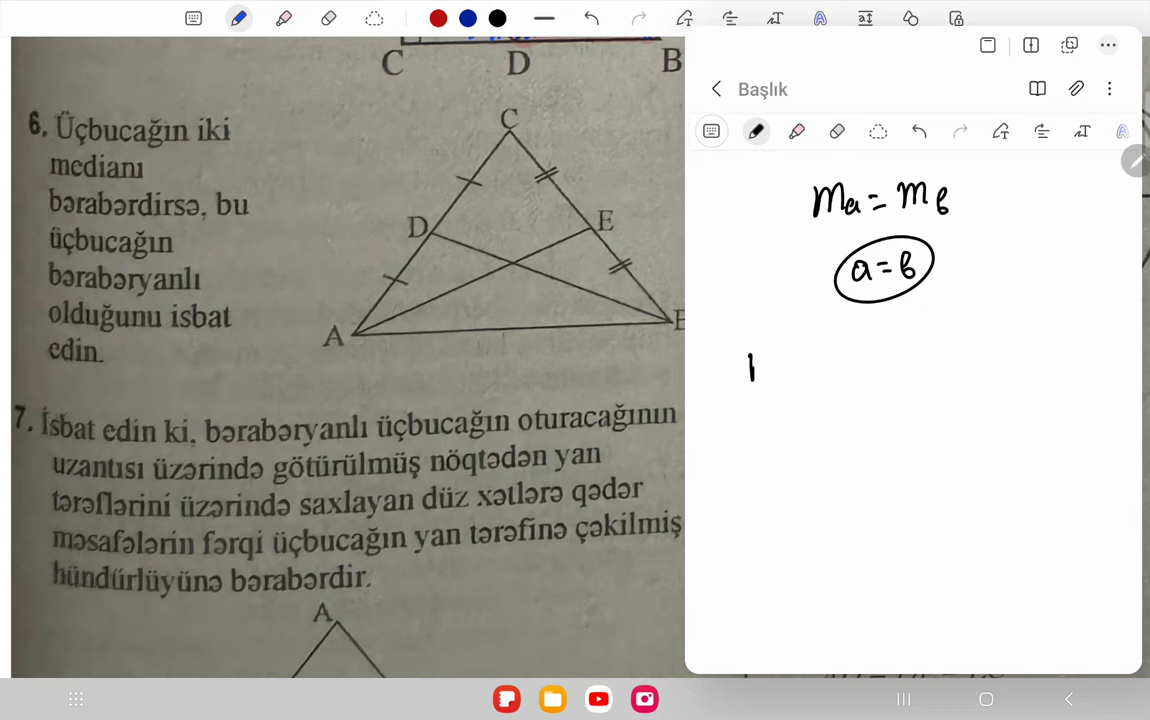 C D B
6. Üçbucağın iki
medianı
bərabərdirsə, bu
üçbucağın
bərabəryanlı
olduğunu isbat
edin.
C
D
E
A
7. İsbat edin ki, bərabəryanlı üçbucağın oturacağının
uzantısı üzərində götürülmüş nöqtədən yan
tərəflərini üzərində saxlayan düz xətlərə qədər
məsafələrin fərqi üçbucağın yan tərəfinə çəkilmiş
hündürlüyünə bərabərdir.
A
Başlık
ma = mb
a = b